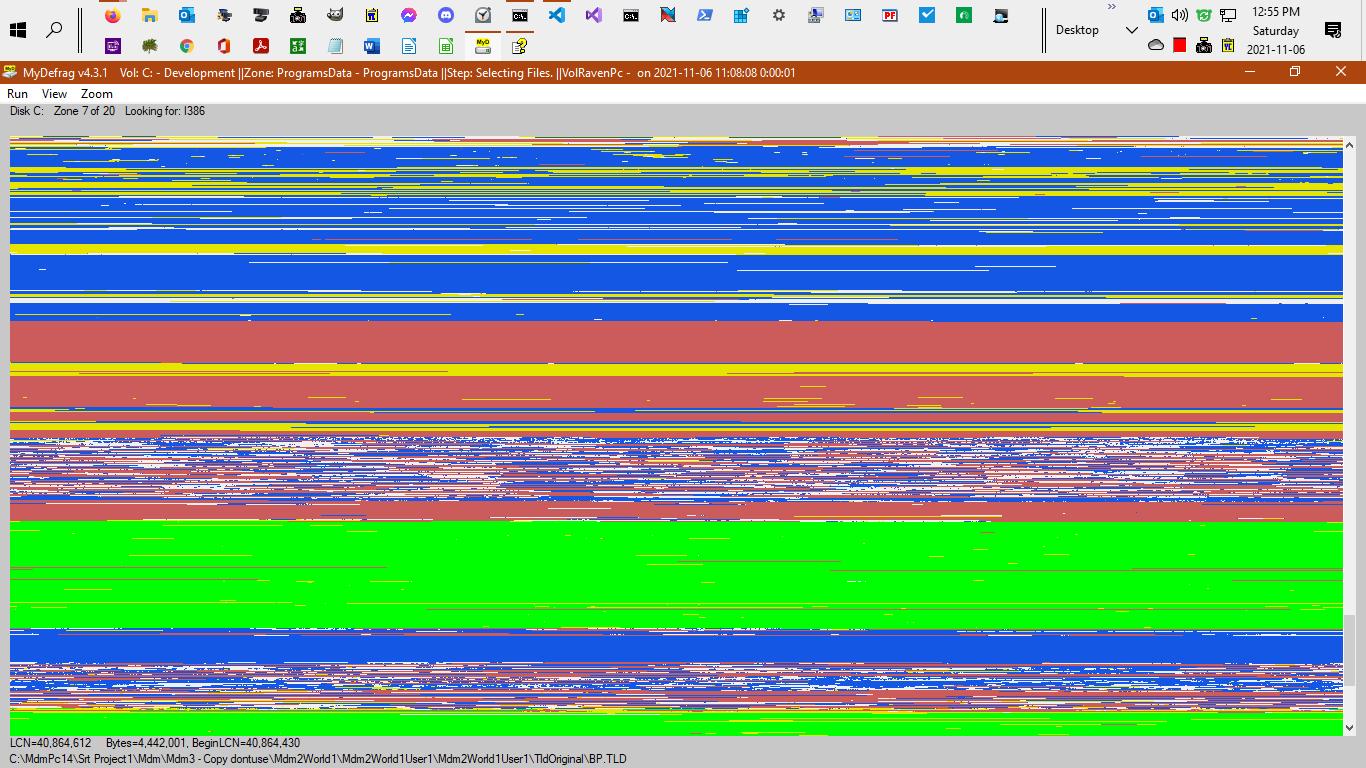 12:55 PM
Desktop
Saturday
2021-11-06
MyDefrag v4.3.1 Vol: C: - Development ||Zone: ProgramsData - ProgramsData ||Step: Selecting Files. ||VolRavenPc - on 2021-11-06 11:08:08 0:00:01
Run View Zoom
Disk C: Zone 7 of 20 Looking for: I386
LCN=40,864,612 Bytes=4,442,001, BeginLCN=40,864,430
C:\MdmPc14\Srt Project1\Mdm\Mdm3 - Copy dontuse\Mdm2World1\Mdm2World1User1\Mdm2World1User1\TldOriginal\BP.TLD